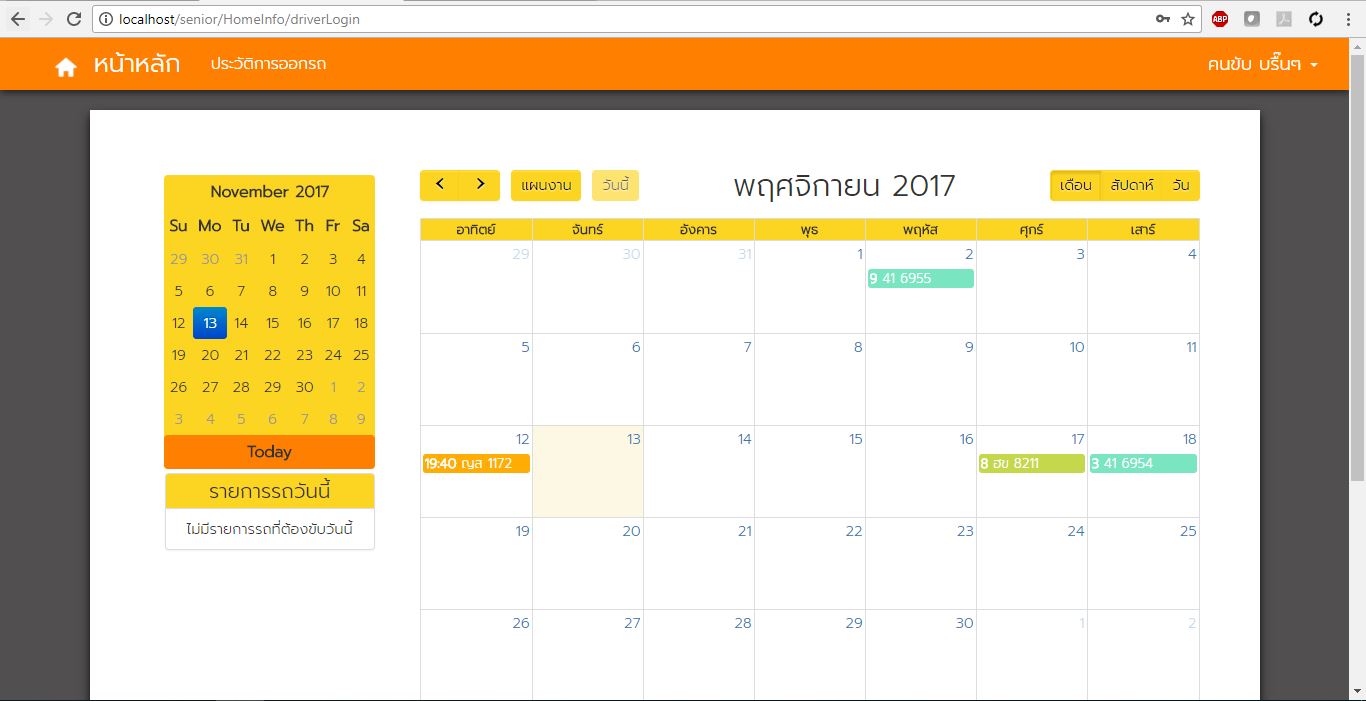 localhost/senior/HomeInfo/driverLogin
ABP
หน้าหลัก ประวัติการออกรถ คนขับ บรื๊นๆ
November 2017
Su Mo Tu We Th Fr Sa
29 30 31 1 2 3 4
5 6 7 8 9 10 11
12 13 14 15 16 17 18
19 20 21 22 23 24 25
26 27 28 29 30 1 2
3 4 5 6 7 8 9
Today
รายการรถวันนี้
ไม่มีรายการรถที่ต้องขับวันนี้
แผนงาน วันนี้ พฤศจิกายน 2017 เดือน สัปดาห์ วัน
อาทิตย์ จันทร์ อังคาร พุธ พฤหัส ศุกร์ เสาร์
29 30 31 1 2 3 4
9 41 6955
5 6 7 8 9 10 11
12 13 14 15 16 17 18
19:40 ญส 1172 8 ฮข 8211 3 41 6954
19 20 21 22 23 24 25
26 27 28 29 30 1 2